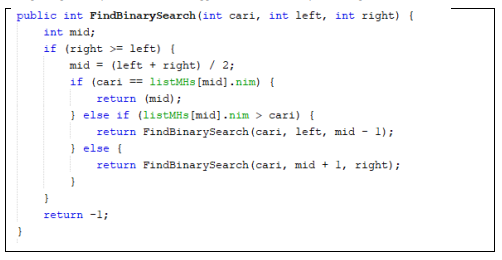 public int FindBinarySearch(int cari, int left, int right) {
    int mid;
    if (right >= left) {
        mid = (left + right) / 2;
        if (cari == listMHs[mid].nim) {
            return (mid);
        } else if (listMHs[mid].nim > cari) {
            return FindBinarySearch(cari, left, mid - 1);
        } else {
            return FindBinarySearch(cari, mid + 1, right);
        }
    }
    return -1;
}